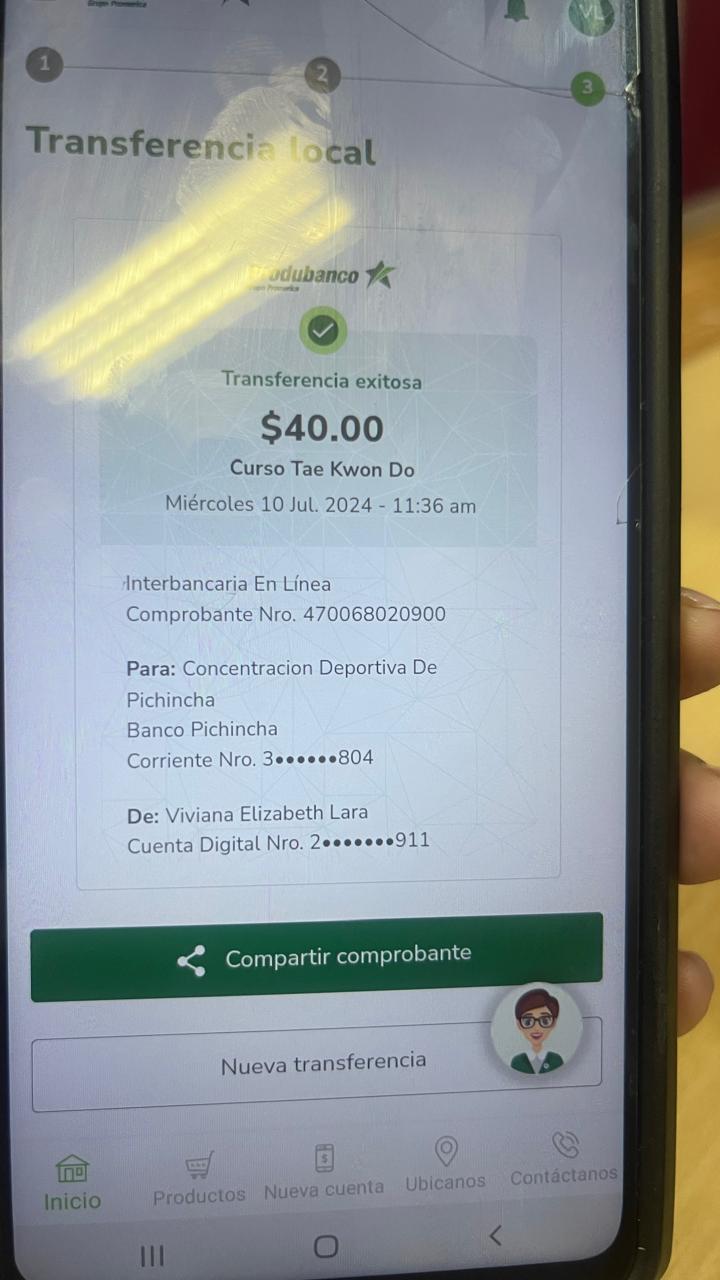 Grupo Promerica
VL
1
2
3
Transferencia local
Produbanco
Grupo Promerica
Transferencia exitosa
$40.00
Curso Tae Kwon Do
Miércoles 10 Jul. 2024 - 11:36 am
Interbancaria En Línea
Comprobante Nro. 470068020900
Para: Concentracion Deportiva De
Pichincha
Banco Pichincha
Corriente Nro. 3••••••804
De: Viviana Elizabeth Lara
Cuenta Digital Nro. 2•••••••911
Compartir comprobante
Nueva transferencia
Inicio
Productos
Nueva cuenta
Ubicanos
Contáctanos